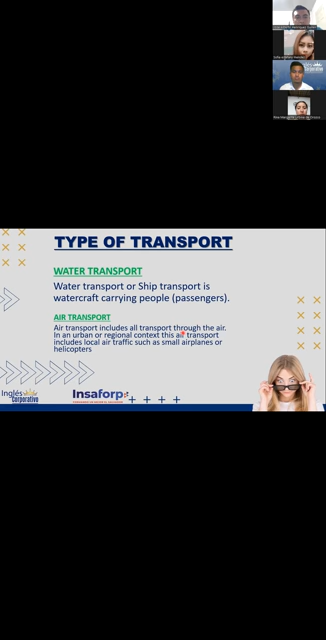 TYPE OF TRANSPORT
WATER TRANSPORT
Water transport or Ship transport is
watercraft carrying people (passengers).
AIR TRANSPORT
Air transport includes all transport through the air.
In an urban or regional context this air transport
includes local air traffic such as small airplanes or
helicopters
Inglés
Corporativo
Insaforp